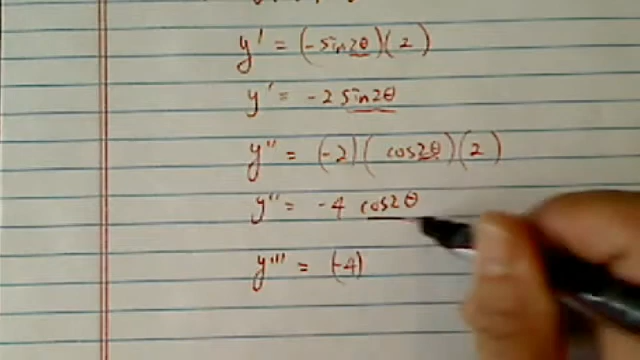 y' = (-sin2θ)(2)
y' = -2 sin2θ
y'' = (-2)(cos2θ)(2)
y'' = -4 cos2θ
y''' = (-4)